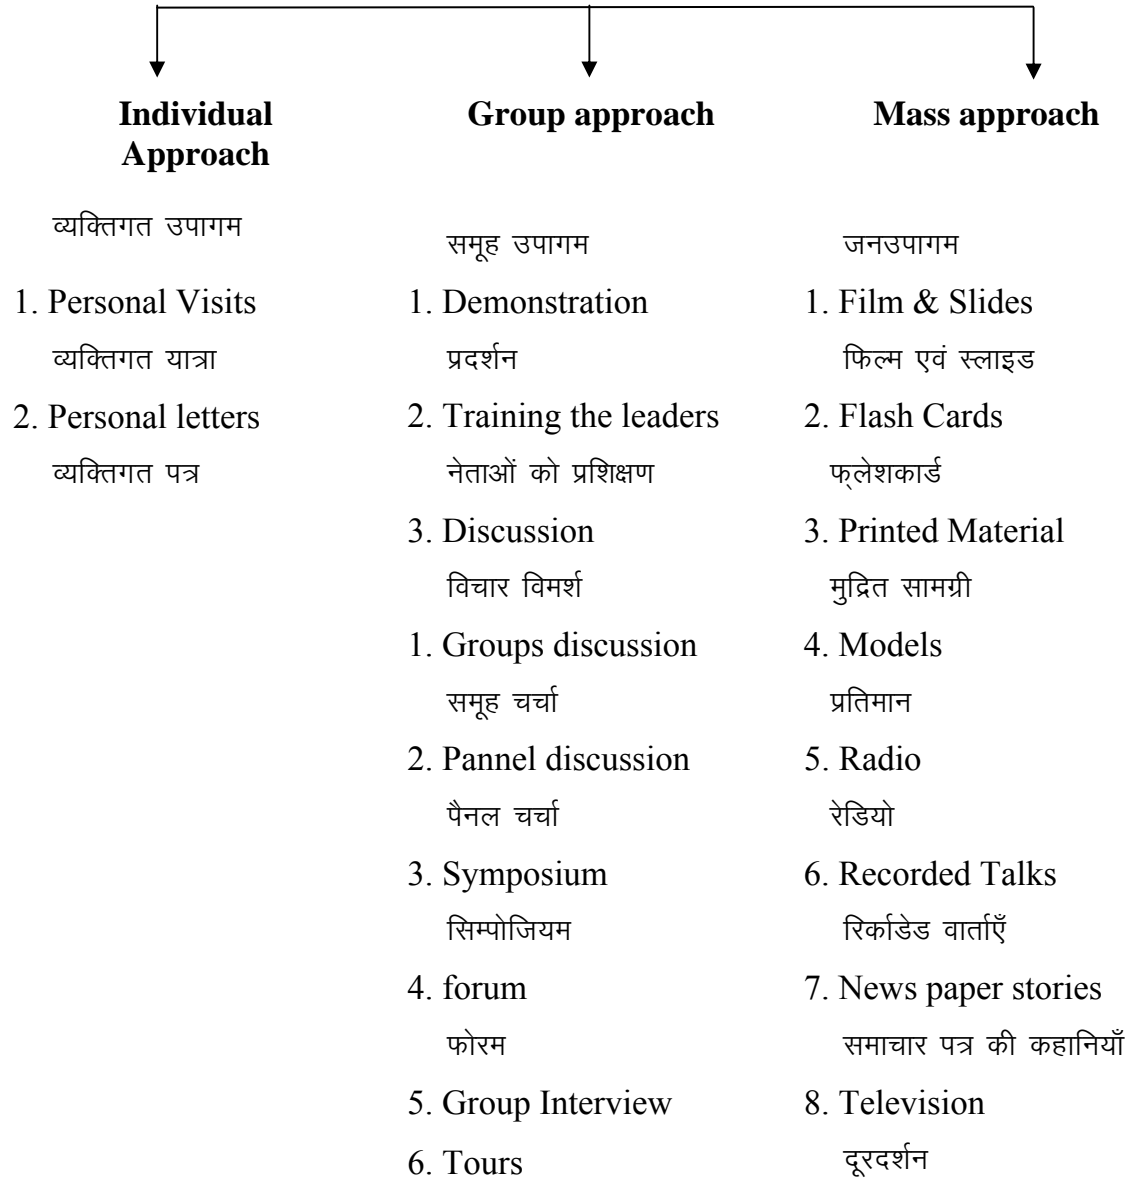 Individual
Approach
व्यक्तिगत उपागम
1. Personal Visits
व्यक्तिगत यात्रा
2. Personal letters
व्यक्तिगत पत्र
Group approach
समूह उपागम
1. Demonstration
प्रदर्शन
2. Training the leaders
नेताओं को प्रशिक्षण
3. Discussion
विचार विमर्श
1. Groups discussion
समूह चर्चा
2. Pannel discussion
पैनल चर्चा
3. Symposium
सिम्पोजियम
4. forum
फोरम
5. Group Interview
6. Tours
Mass approach
जनउपागम
1. Film & Slides
फिल्म एवं स्लाइड
2. Flash Cards
फ्लेशकार्ड
3. Printed Material
मुद्रित सामग्री
4. Models
प्रतिमान
5. Radio
रेडियो
6. Recorded Talks
रिर्काडेड वार्ताएँ
7. News paper stories
समाचार पत्र की कहानियाँ
8. Television
दूरदर्शन